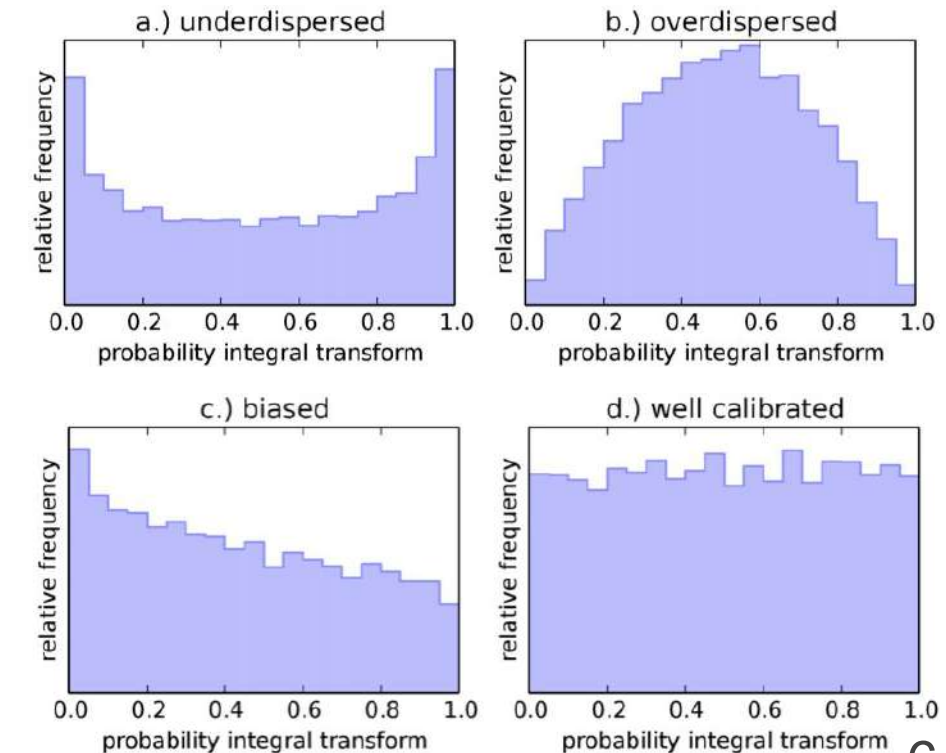 a.) underdispersed
relative frequency
0.0 0.2 0.4 0.6 0.8 1.0
probability integral transform
b.) overdispersed
relative frequency
0.0 0.2 0.4 0.6 0.8 1.0
probability integral transform
c.) biased
relative frequency
0.0 0.2 0.4 0.6 0.8 1.0
probability integral transform
d.) well calibrated
relative frequency
0.0 0.2 0.4 0.6 0.8 1.0
probability integral transform